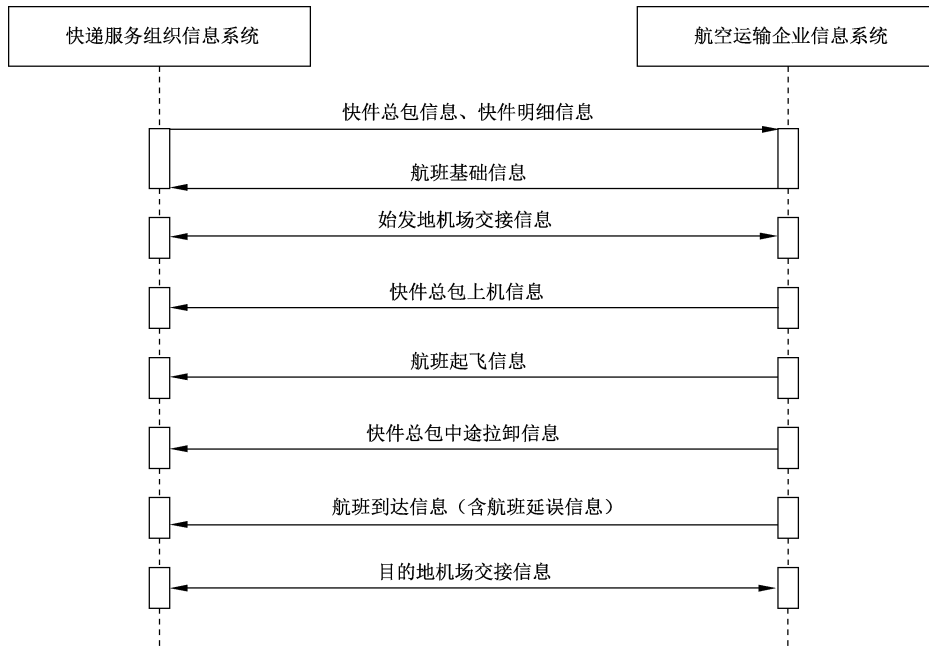 快递服务组织信息系统
航空运输企业信息系统
快件总包信息、快件明细信息
航班基础信息
始发地机场交接信息
快件总包上机信息
航班起飞信息
快件总包中途拉卸信息
航班到达信息（含航班延误信息）
目的地机场交接信息